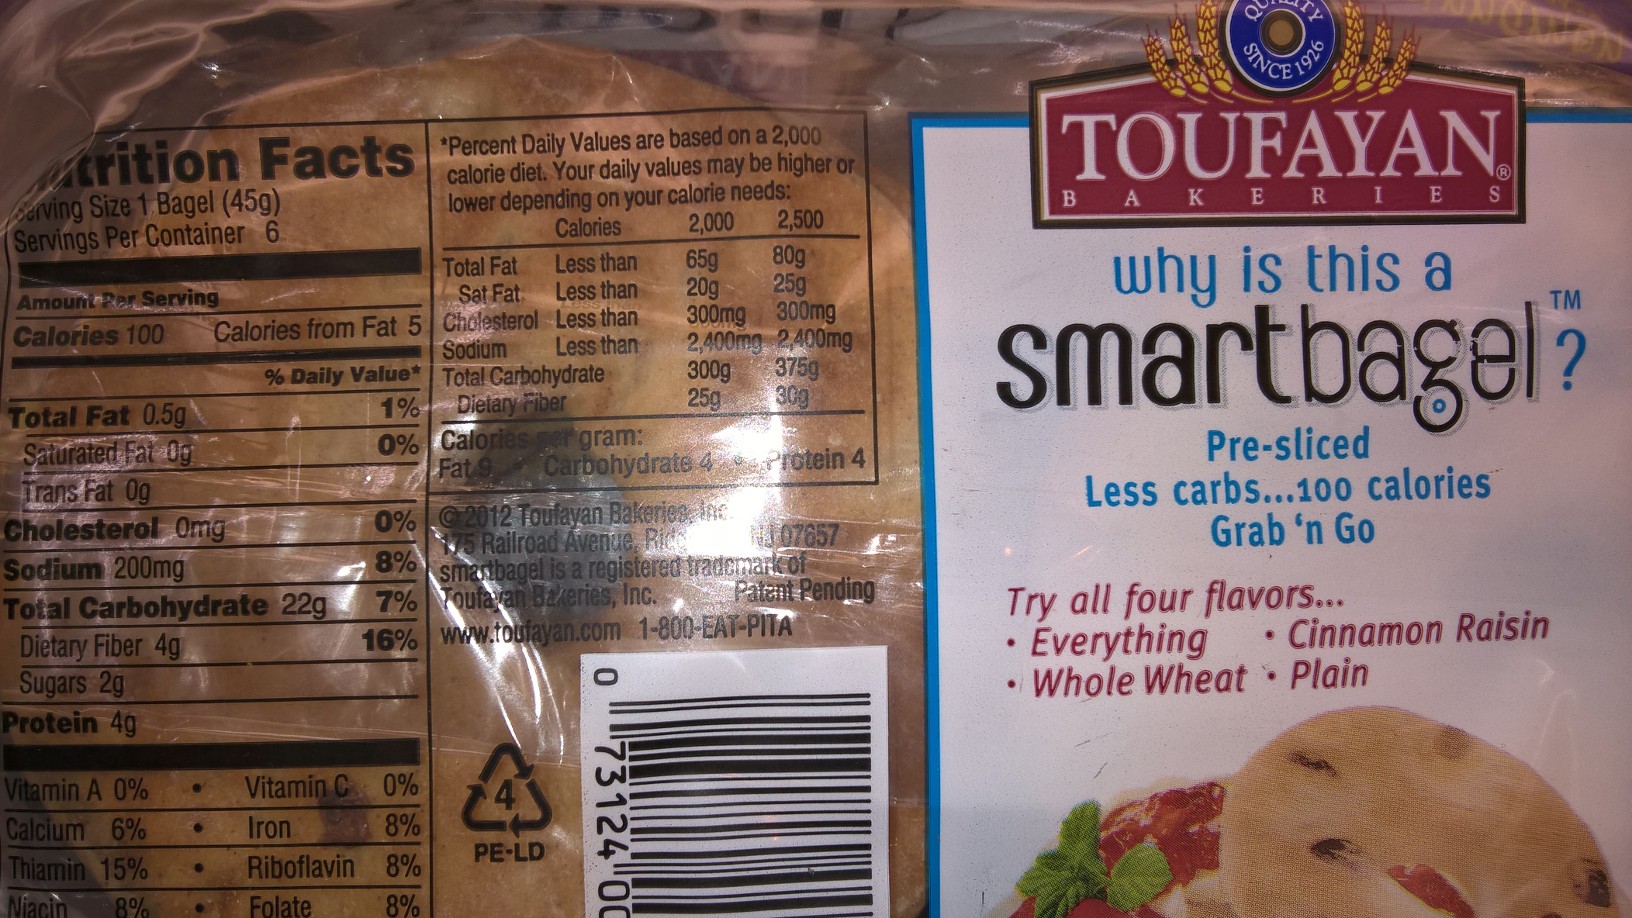 trition Facts
Serving Size 1 Bagel (45g)
Servings Per Container 6
Amount Per Serving
Calories 100 Calories from Fat 5
% Daily Value*
Total Fat 0.5g 1%
Saturated Fat 0g 0%
Trans Fat 0g
Cholesterol 0mg 0%
Sodium 200mg 8%
Total Carbohydrate 22g 7%
Dietary Fiber 4g 16%
Sugars 2g
Protein 4g
Vitamin A 0% • Vitamin C 0%
Calcium 6% • Iron 8%
Thiamin 15% • Riboflavin 8%
Niacin 8% • Folate 8%
*Percent Daily Values are based on a 2,000
calorie diet. Your daily values may be higher or
lower depending on your calorie needs:
Calories 2,000 2,500
Total Fat Less than 65g 80g
Sat Fat Less than 20g 25g
Cholesterol Less than 300mg 300mg
Sodium Less than 2,400mg 2,400mg
Total Carbohydrate 300g 375g
Dietary Fiber 25g 30g
Calories per gram:
Fat 9 • Carbohydrate 4 • Protein 4
© 2012 Toufayan Bakeries, Inc.
175 Railroad Avenue, NJ 07657
smartbagel is a registered trademark of
Toufayan Bakeries, Inc. Patent Pending
www.toufayan.com 1-800-EAT-PITA
4
PE-LD
0 73124 00
QUALITY
SINCE 1926
TOUFAYAN®
BAKERIES
why is this a
smartbagel™?
Pre-sliced
Less carbs...100 calories
Grab 'n Go
Try all four flavors...
• Everything • Cinnamon Raisin
• Whole Wheat • Plain